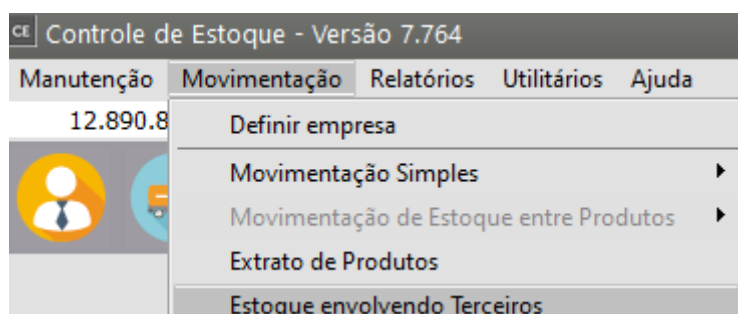 CE Controle de Estoque - Versão 7.764
Manutenção Movimentação Relatórios Utilitários Ajuda
12.890.8
Definir empresa
Movimentação Simples
Movimentação de Estoque entre Produtos
Extrato de Produtos
Estoque envolvendo Terceiros